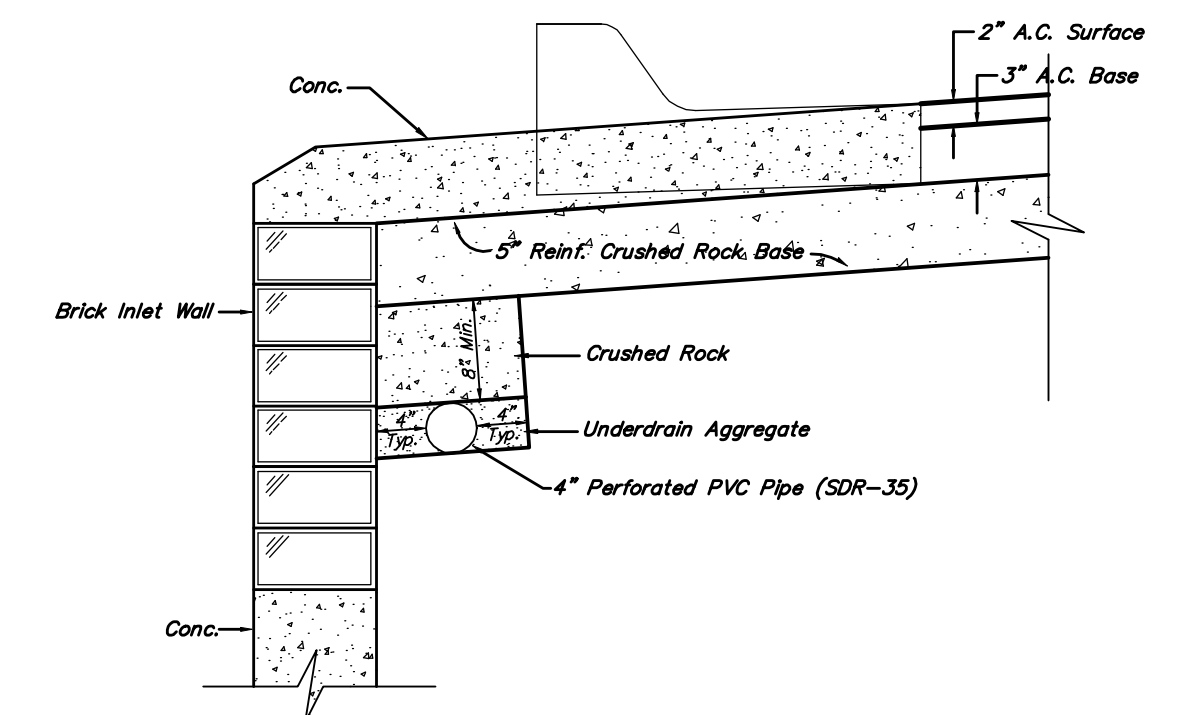 2" A.C. Surface
3" A.C. Base
Conc.
5" Reinf. Crushed Rock Base
Brick Inlet Wall
8" Min.
Crushed Rock
4"
Typ.
4"
Typ.
Underdrain Aggregate
4" Perforated PVC Pipe (SDR-35)
Conc.